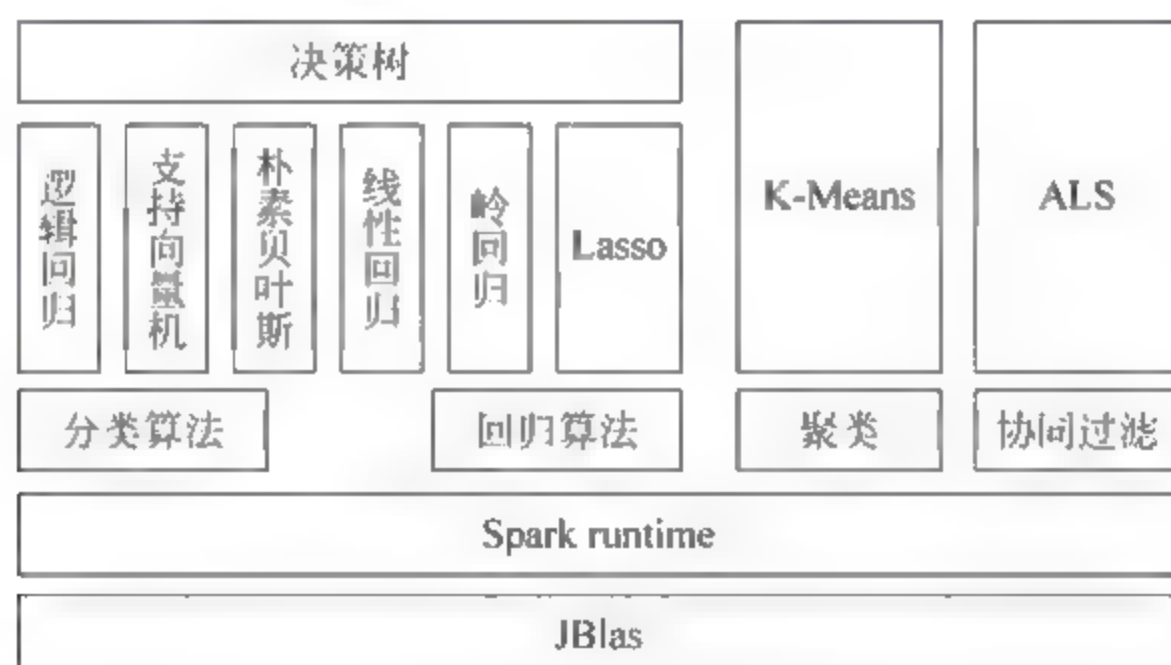 决策树
逻辑回归
支持向量机
朴素贝叶斯
线性回归
岭回归
Lasso
K-Means
ALS
分类算法
回归算法
聚类
协同过滤
Spark runtime
JBlas